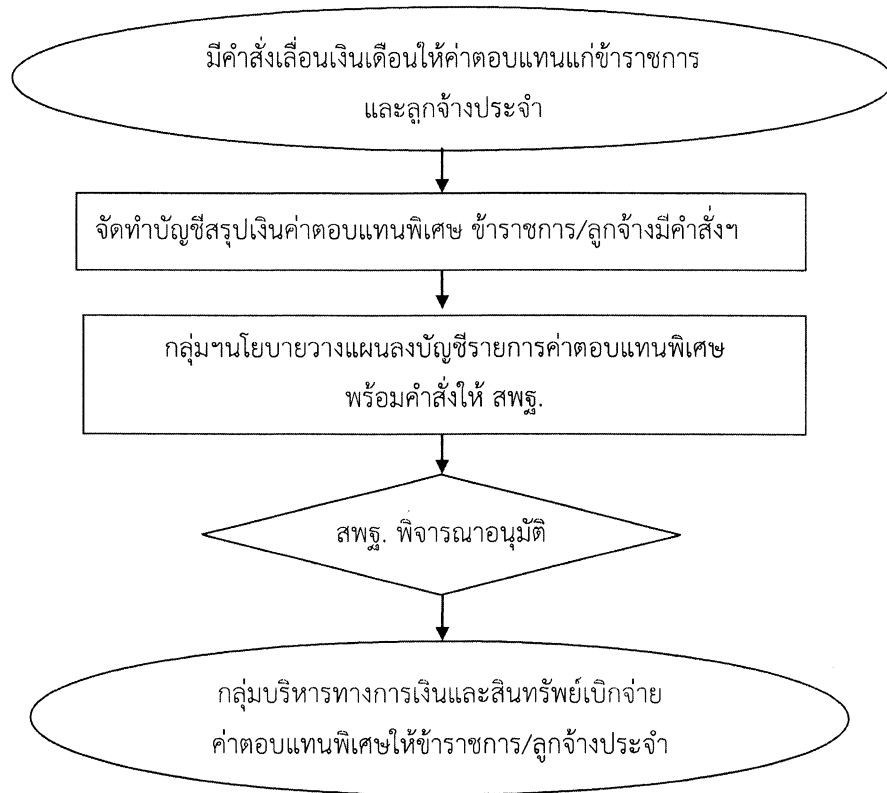 มีคำสั่งเลื่อนเงินเดือนให้ค่าตอบแทนแก่ข้าราชการ
และลูกจ้างประจำ
จัดทำบัญชีสรุปเงินค่าตอบแทนพิเศษ ข้าราชการ/ลูกจ้างมีคำสั่งฯ
กลุ่มฯนโยบายวางแผนลงบัญชีรายการค่าตอบแทนพิเศษ
พร้อมคำสั่งให้ สพฐ.
สพฐ. พิจารณาอนุมัติ
กลุ่มบริหารทางการเงินและสินทรัพย์เบิกจ่าย
ค่าตอบแทนพิเศษให้ข้าราชการ/ลูกจ้างประจำ